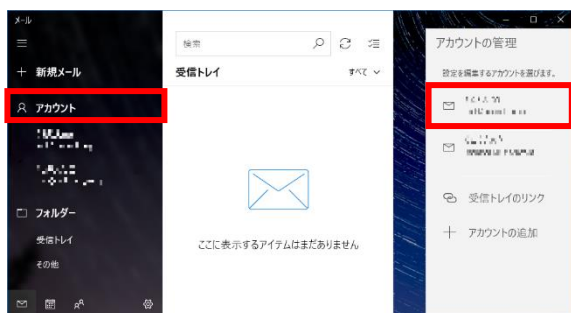 メール
新規メール
アカウント
フォルダー
受信トレイ
その他
検索
受信トレイ
すべて
ここに表示するアイテムはまだありません
アカウントの管理
設定を編集するアカウントを選びます。
受信トレイのリンク
アカウントの追加